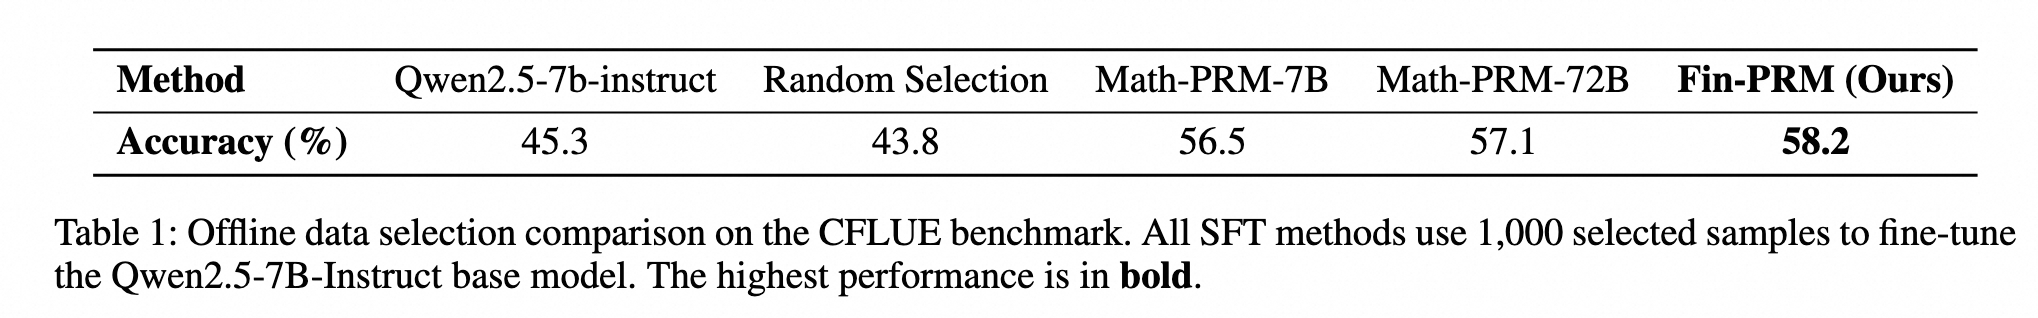 Method Qwen2.5-7b-instruct Random Selection Math-PRM-7B Math-PRM-72B Fin-PRM (Ours)
Accuracy (%) 45.3 43.8 56.5 57.1 58.2
Table 1: Offline data selection comparison on the CFLUE benchmark. All SFT methods use 1,000 selected samples to fine-tune
the Qwen2.5-7B-Instruct base model. The highest performance is in bold.